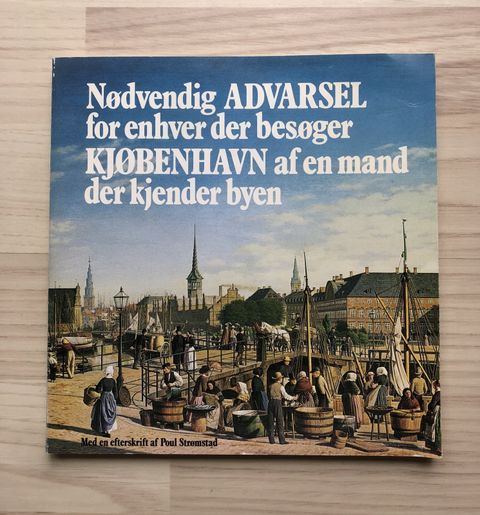 Nødvendig ADVARSEL
for enhver der besøger
KJØBENHAVN af en mand
der kjender byen
Med en efterskrift af Poul Strømstad